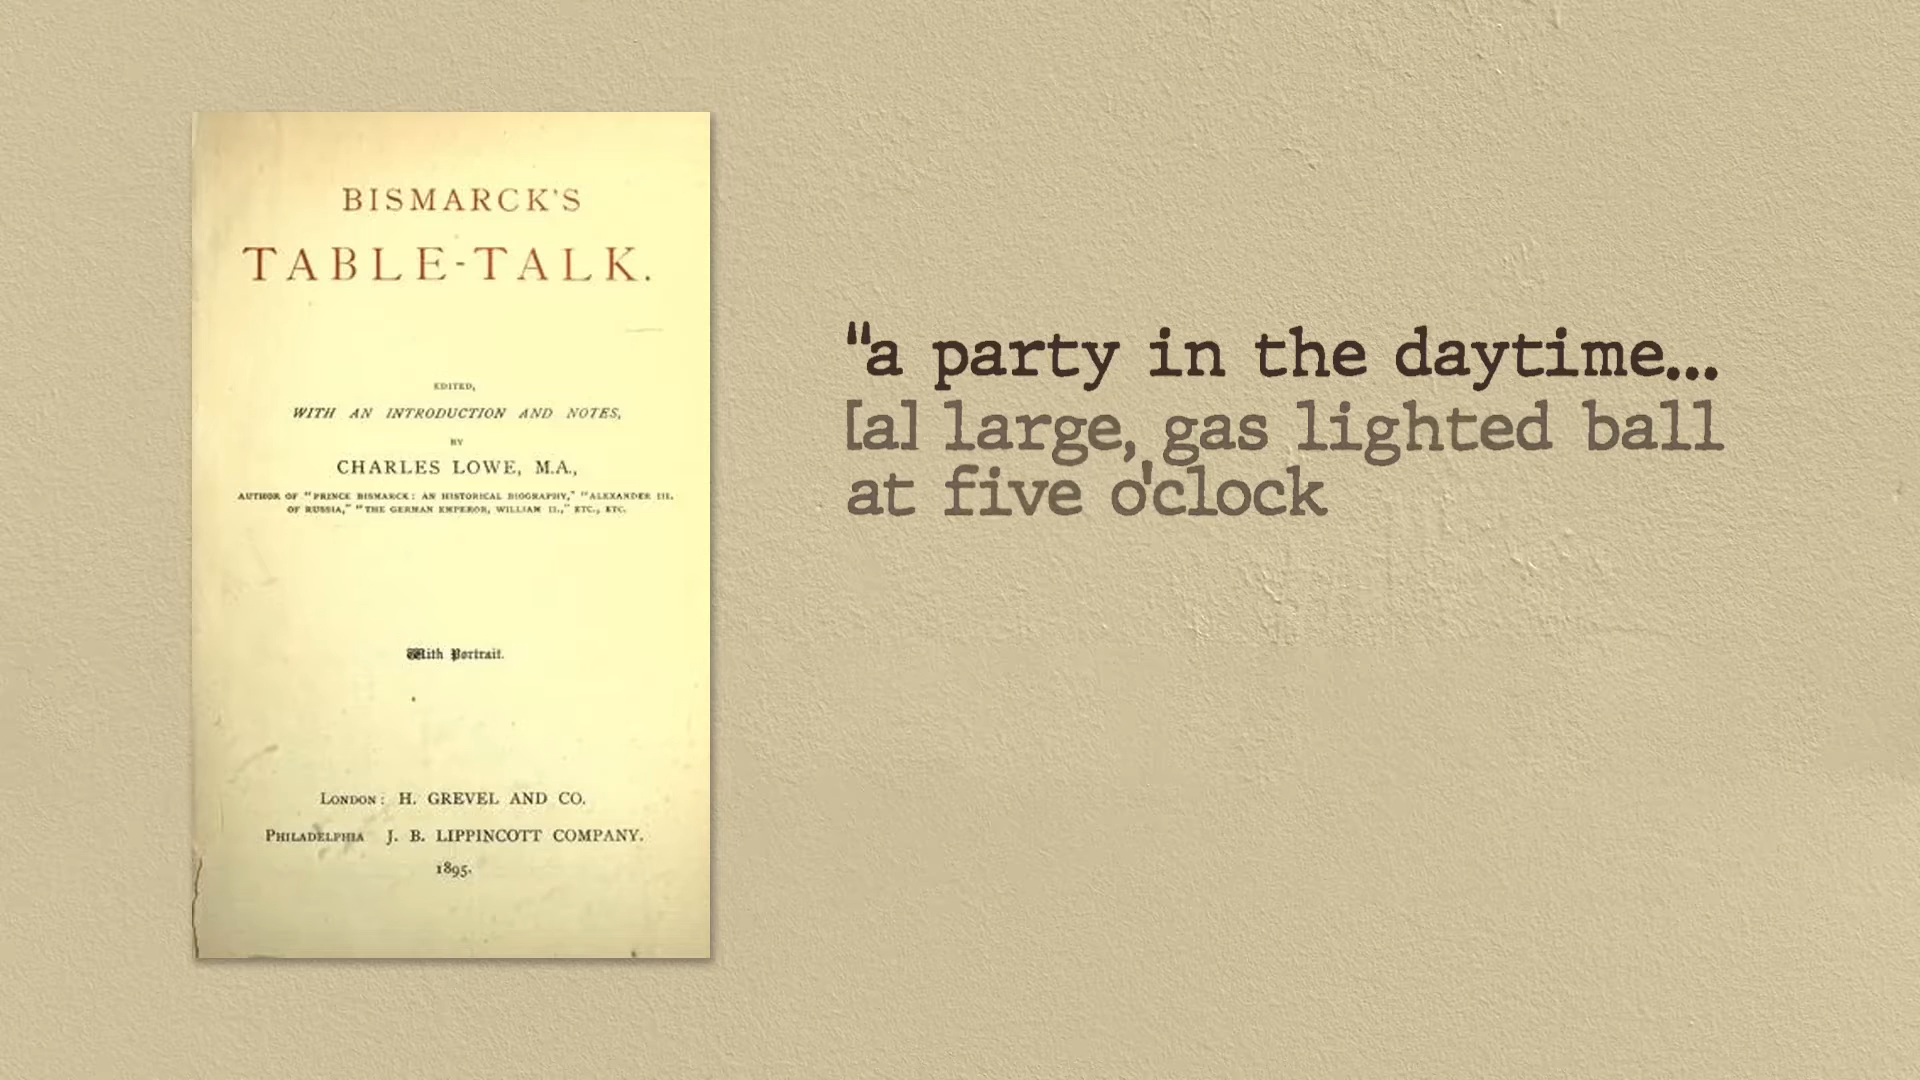 BISMARCK'S
TABLE-TALK.
EDITED,
WITH AN INTRODUCTION AND NOTES,
BY
CHARLES LOWE, M.A.,
AUTHOR OF "PRINCE BISMARCK: AN HISTORICAL BIOGRAPHY," "ALEXANDER III.
OF RUSSIA," "THE GERMAN EMPEROR, WILLIAM II.," ETC., ETC.
With Portrait.
LONDON: H. GREVEL AND CO.
PHILADELPHIA J. B. LIPPINCOTT COMPANY.
1895.
"a party in the daytime...
[a] large, gas lighted ball
at five o'clock